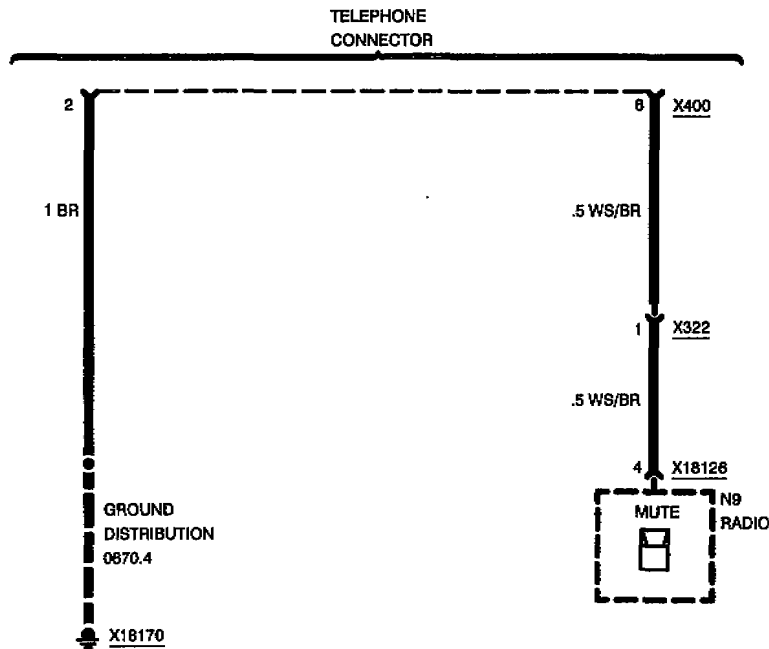 TELEPHONE
CONNECTOR
2
6
X400
1 BR
.5 WS/BR
1
X322
.5 WS/BR
4
X18126
N9
RADIO
MUTE
GROUND
DISTRIBUTION
0670.4
X18170